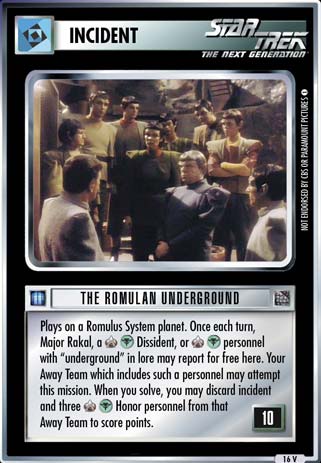 INCIDENT
STAR TREK
THE NEXT GENERATION
NOT ENDORSED BY CBS OR PARAMOUNT PICTURES
THE ROMULAN UNDERGROUND
Plays on a Romulus System planet. Once each turn,
Major Rakal, a Dissident, or personnel
with “underground” in lore may report for free here. Your
Away Team which includes such a personnel may attempt
this mission. When you solve, you may discard incident
and three Honor personnel from that
Away Team to score points.
10
16 V